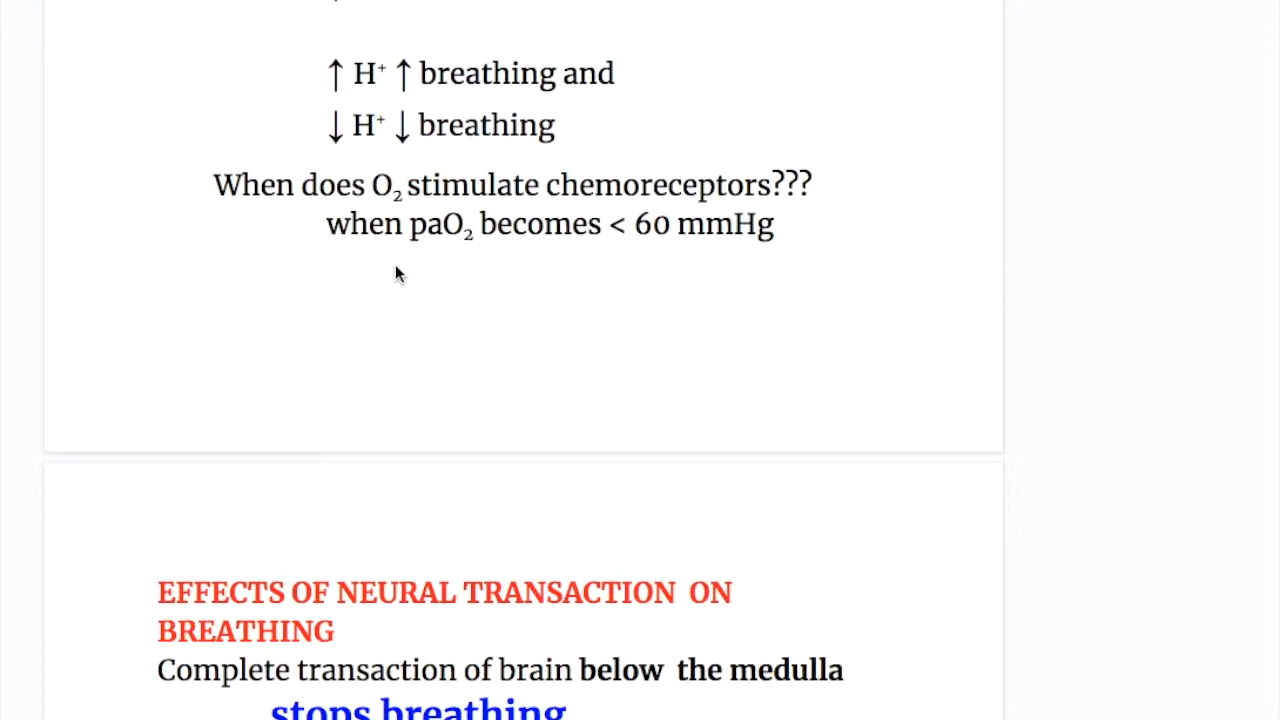 ↑ H⁺ ↑ breathing and
↓ H⁺ ↓ breathing
When does O₂ stimulate chemoreceptors???
when paO₂ becomes < 60 mmHg
EFFECTS OF NEURAL TRANSACTION ON
BREATHING
Complete transaction of brain below the medulla
stops breathing